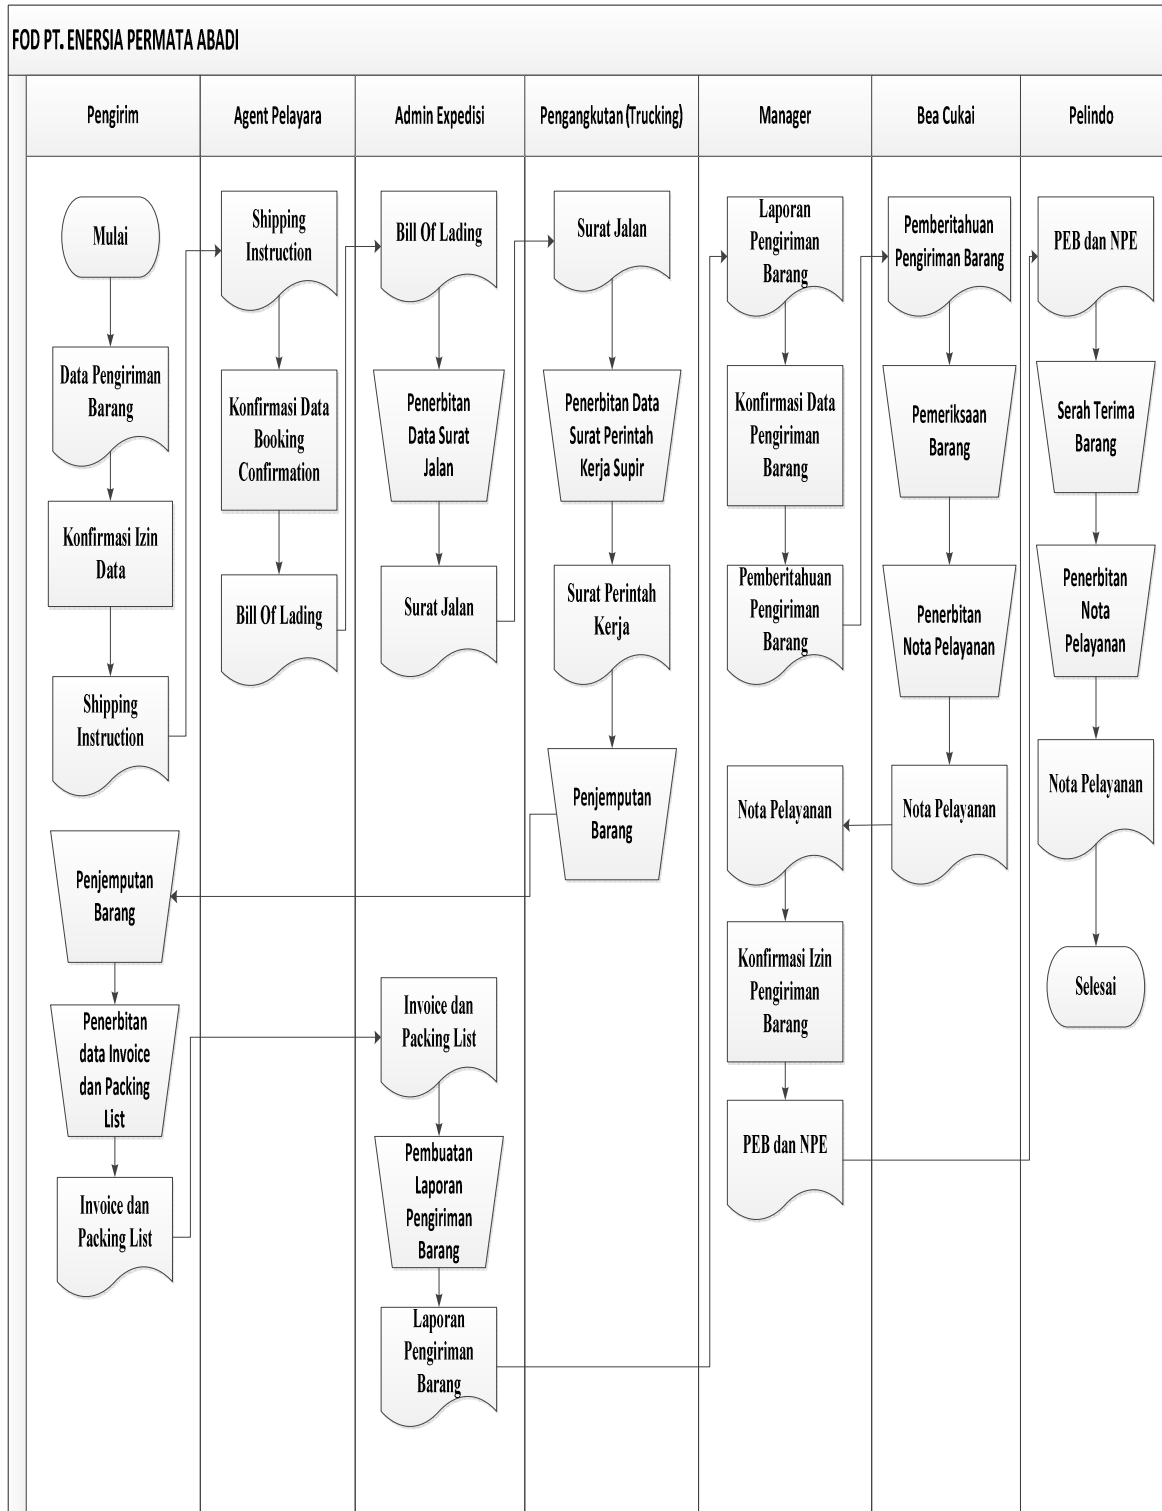 FOD PT. ENERSIA PERMATA ABADI
Pengirim
Agent Pelayara
Admin Expedisi
Pengangkutan (Trucking)
Manager
Bea Cukai
Pelindo
Mulai
Data Pengiriman
Barang
Konfirmasi Izin
Data
Shipping
Instruction
Penjemputan
Barang
Penerbitan
data Invoice
dan Packing
List
Invoice dan
Packing List
Shipping
Instruction
Konfirmasi Data
Booking
Confirmation
Bill Of Lading
Bill Of Lading
Penerbitan
Data Surat
Jalan
Surat Jalan
Invoice dan
Packing List
Pembuatan
Laporan
Pengiriman
Barang
Laporan
Pengiriman
Barang
Surat Jalan
Penerbitan Data
Surat Perintah
Kerja Supir
Surat Perintah
Kerja
Penjemputan
Barang
Laporan
Pengiriman
Barang
Konfirmasi Data
Pengiriman
Barang
Pemberitahuan
Pengiriman
Barang
Nota Pelayanan
Konfirmasi Izin
Pengiriman
Barang
PEB dan NPE
Pemberitahuan
Pengiriman Barang
Pemeriksaan
Barang
Penerbitan
Nota Pelayanan
Nota Pelayanan
PEB dan NPE
Serah Terima
Barang
Penerbitan
Nota
Pelayanan
Nota Pelayanan
Selesai